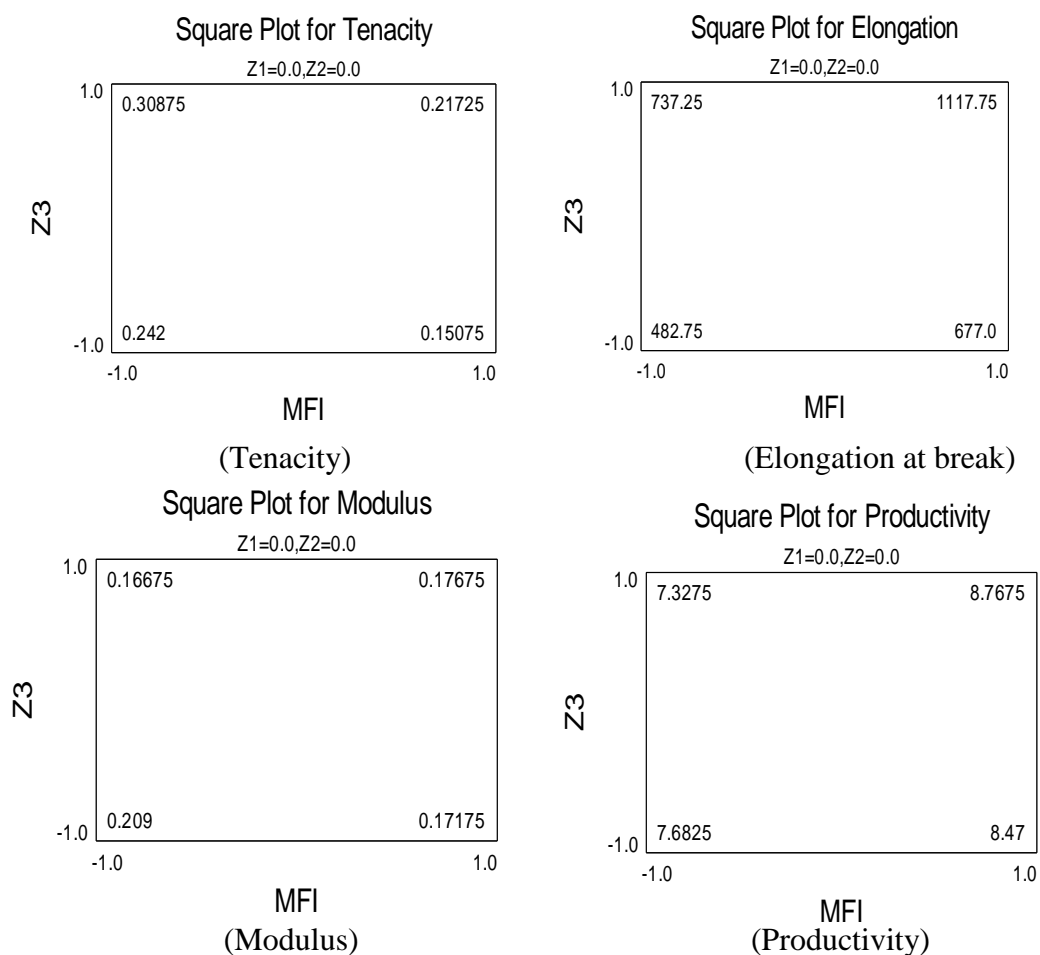 Square Plot for Tenacity
Z1=0.0,Z2=0.0
1.0
0.30875
0.21725
Z3
0.242
0.15075
-1.0
-1.0
1.0
MFI
(Tenacity)
Square Plot for Elongation
Z1=0.0,Z2=0.0
1.0
737.25
1117.75
Z3
482.75
677.0
-1.0
-1.0
1.0
MFI
(Elongation at break)
Square Plot for Modulus
Z1=0.0,Z2=0.0
1.0
0.16675
0.17675
Z3
0.209
0.17175
-1.0
-1.0
1.0
MFI
(Modulus)
Square Plot for Productivity
Z1=0.0,Z2=0.0
1.0
7.3275
8.7675
Z3
7.6825
8.47
-1.0
-1.0
1.0
MFI
(Productivity)